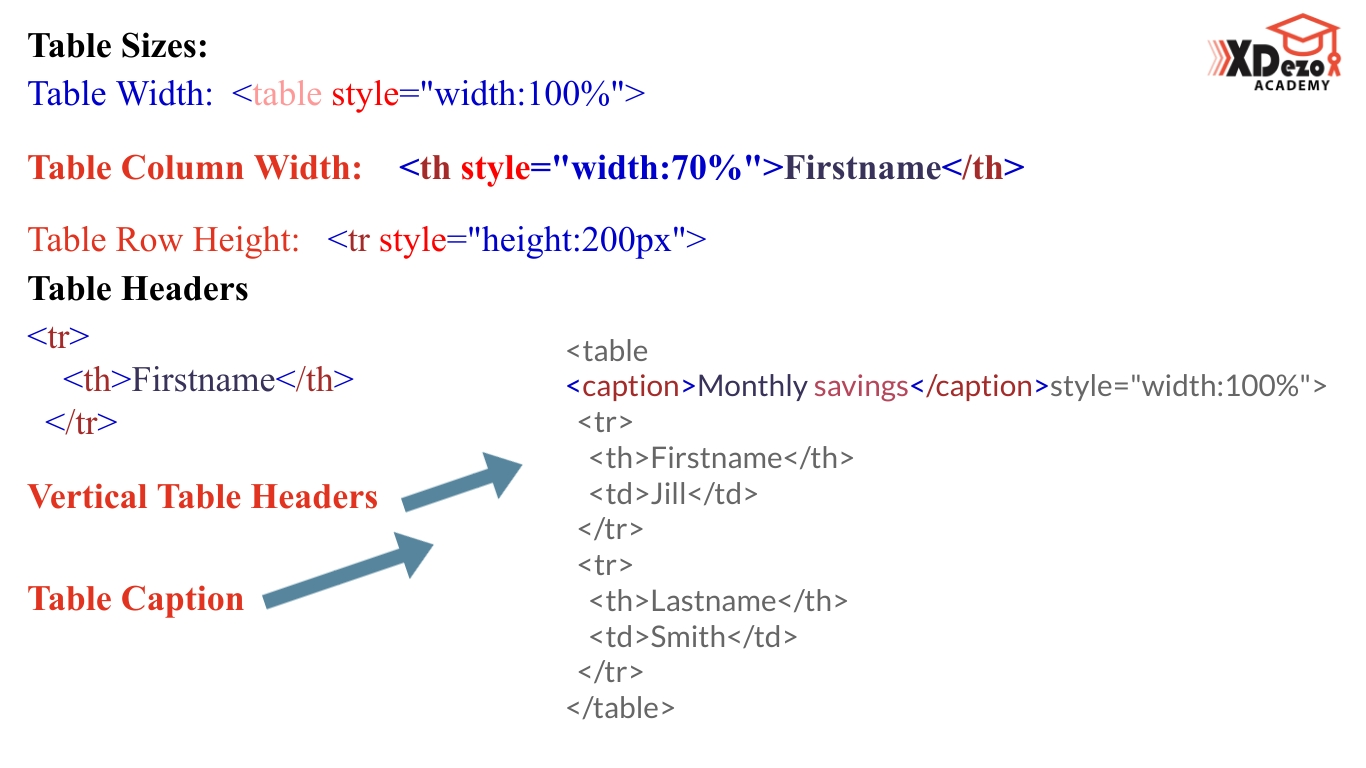 Table Sizes:
Table Width: <table style="width:100%">
Table Column Width: <th style="width:70%">Firstname</th>
Table Row Height: <tr style="height:200px">
Table Headers
<tr>
<th>Firstname</th>
</tr>
Vertical Table Headers
Table Caption
<table
<caption>Monthly savings</caption>style="width:100%">
<tr>
<th>Firstname</th>
<td>Jill</td>
</tr>
<tr>
<th>Lastname</th>
<td>Smith</td>
</tr>
</table>
XDezo
ACADEMY